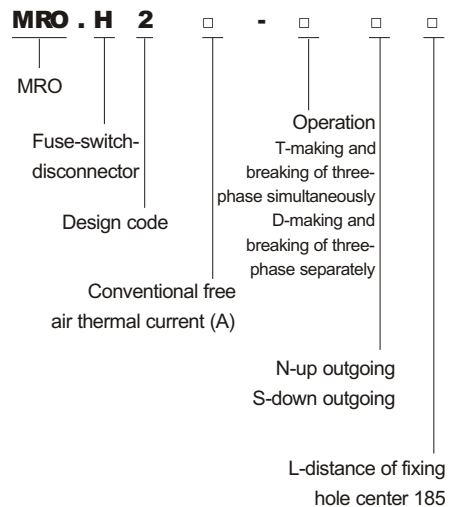 MRO.H 2 □ - □ □ □
MRO
Fuse-switch-
disconnector
Design code
Conventional free
air thermal current (A)
Operation
T-making and
breaking of three-
phase simultaneously
D-making and
breaking of three-
phase separately
N-up outgoing
S-down outgoing
L-distance of fixing
hole center 185